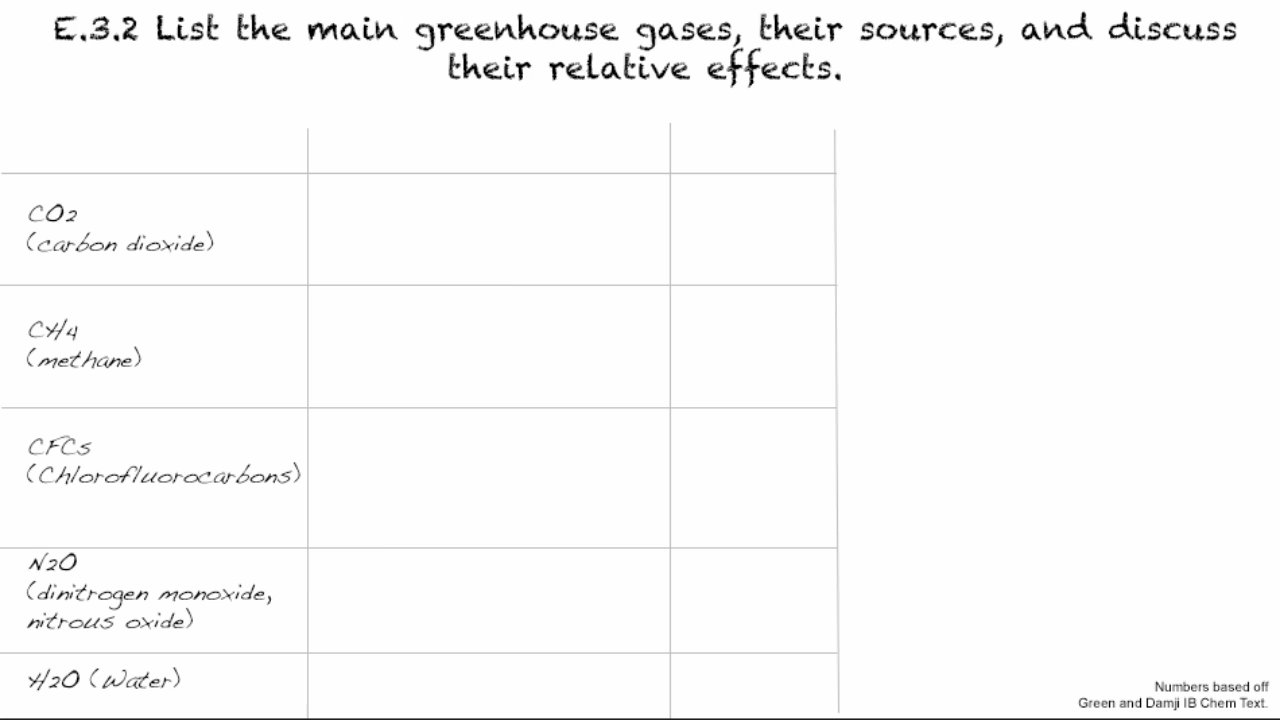 E.3.2 List the main greenhouse gases, their sources, and discuss
their relative effects.
CO2
(carbon dioxide)
CH4
(methane)
CFCs
(Chlorofluorocarbons)
N2O
(dinitrogen monoxide,
nitrous oxide)
H2O (Water)
Numbers based off
Green and Damji IB Chem Text.